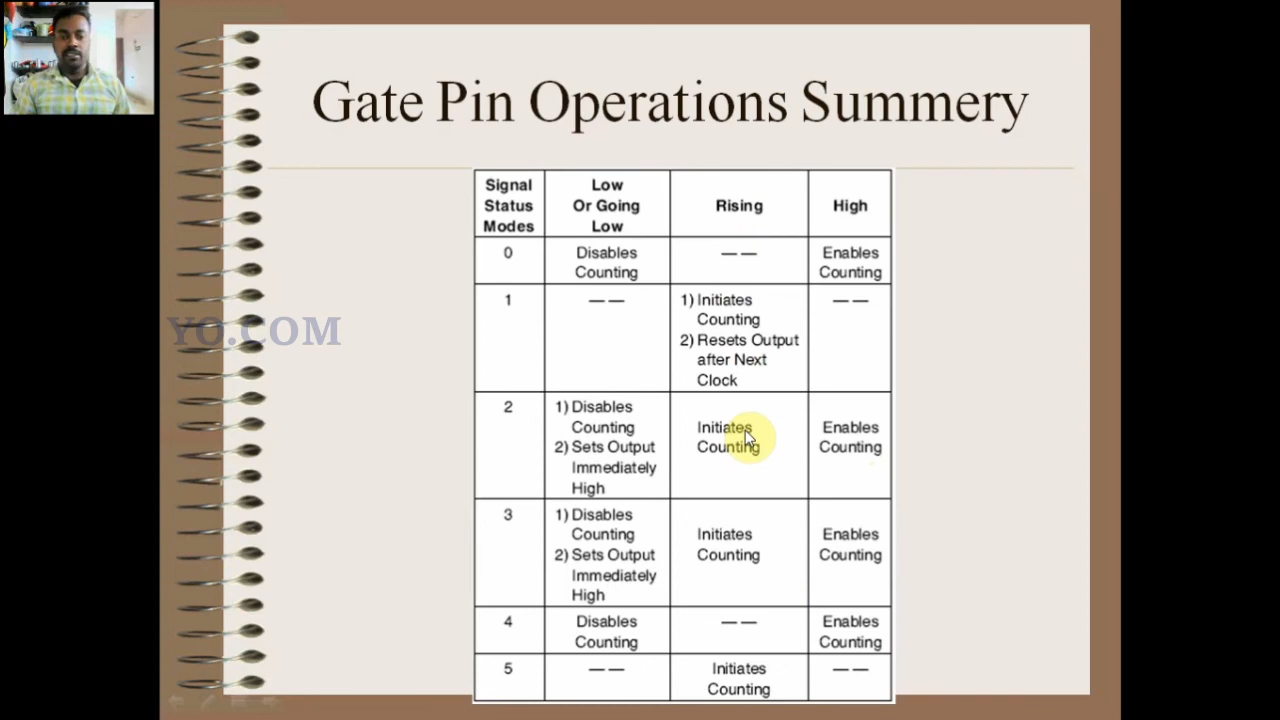 Gate Pin Operations Summery
Signal
Status
Modes
Low
Or Going
Low
Rising
High
0
Disables
Counting
— —
Enables
Counting
1
— —
1) Initiates
Counting
2) Resets Output
after Next
Clock
— —
2
1) Disables
Counting
2) Sets Output
Immediately
High
Initiates
Counting
Enables
Counting
3
1) Disables
Counting
2) Sets Output
Immediately
High
Initiates
Counting
Enables
Counting
4
Disables
Counting
— —
Enables
Counting
5
— —
Initiates
Counting
— —
YO.COM